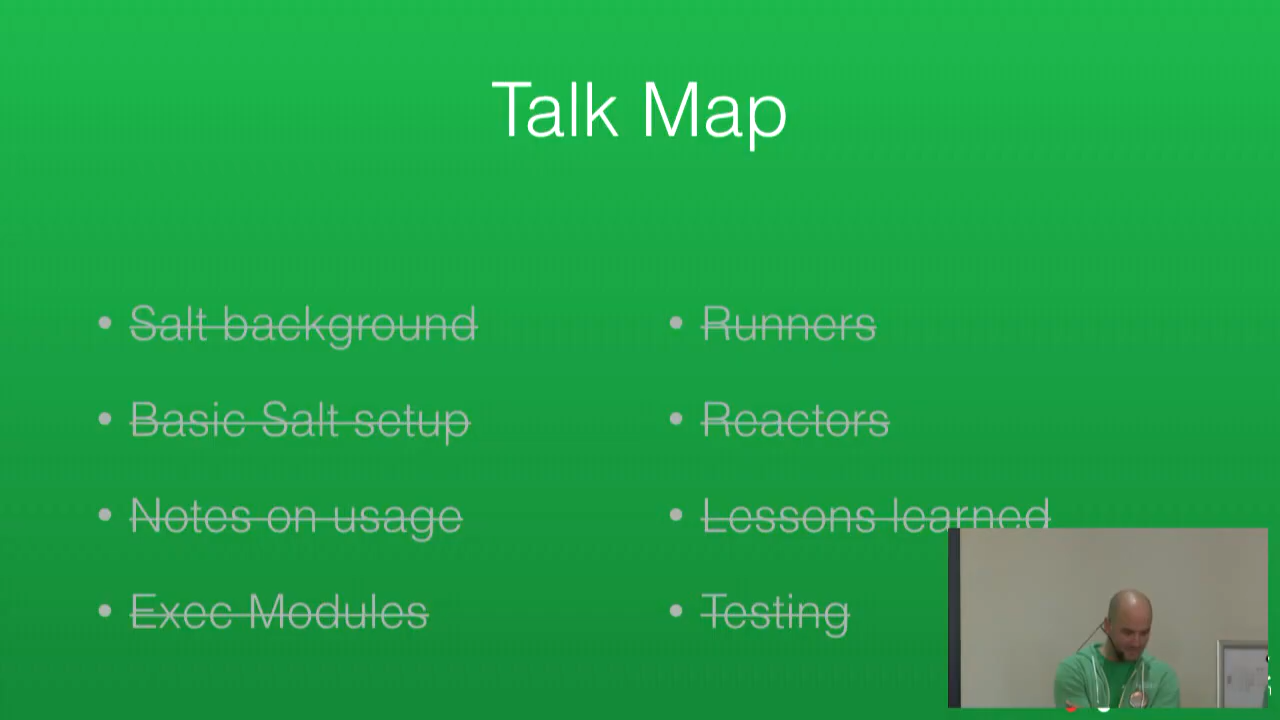 Talk Map
Salt background
Basic Salt setup
Notes on usage
Exec Modules
Runners
Reactors
Lessons learned
Testing